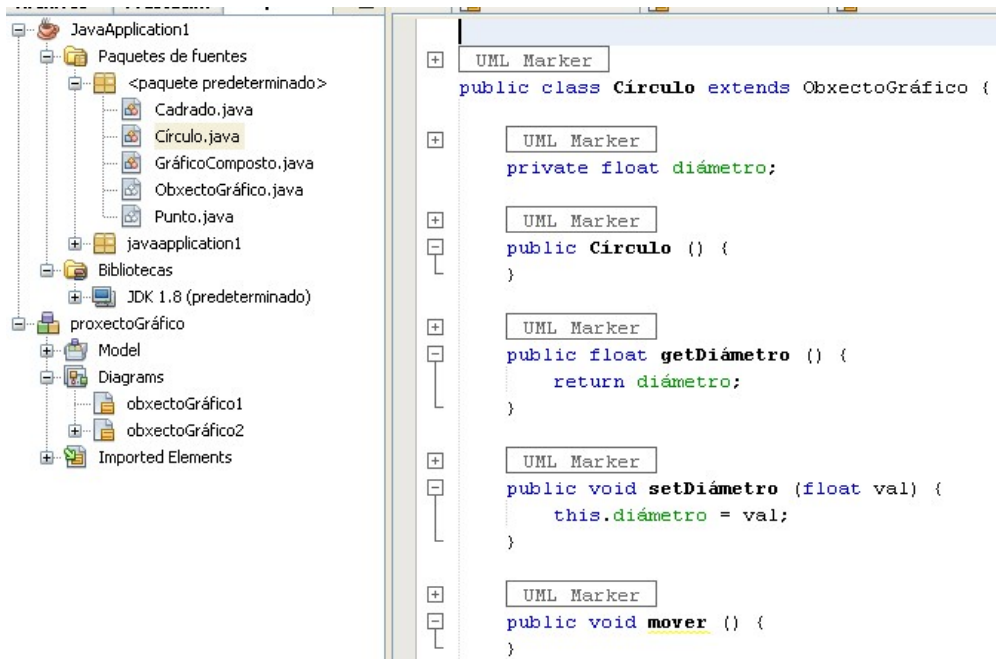 JavaApplication1
Paquetes de fuentes
<paquete predeterminado>
Cadrado.java
Círculo.java
GráficoComposto.java
ObxectoGráfico.java
Punto.java
javaapplication1
Bibliotecas
JDK 1.8 (predeterminado)
proxectoGráfico
Model
Diagrams
obxectoGráfico1
obxectoGráfico2
Imported Elements
UML Marker
public class Círculo extends ObxectoGráfico {
UML Marker
private float diámetro;
UML Marker
public Círculo () {
}
UML Marker
public float getDiámetro () {
return diámetro;
}
UML Marker
public void setDiámetro (float val) {
this.diámetro = val;
}
UML Marker
public void mover () {
}